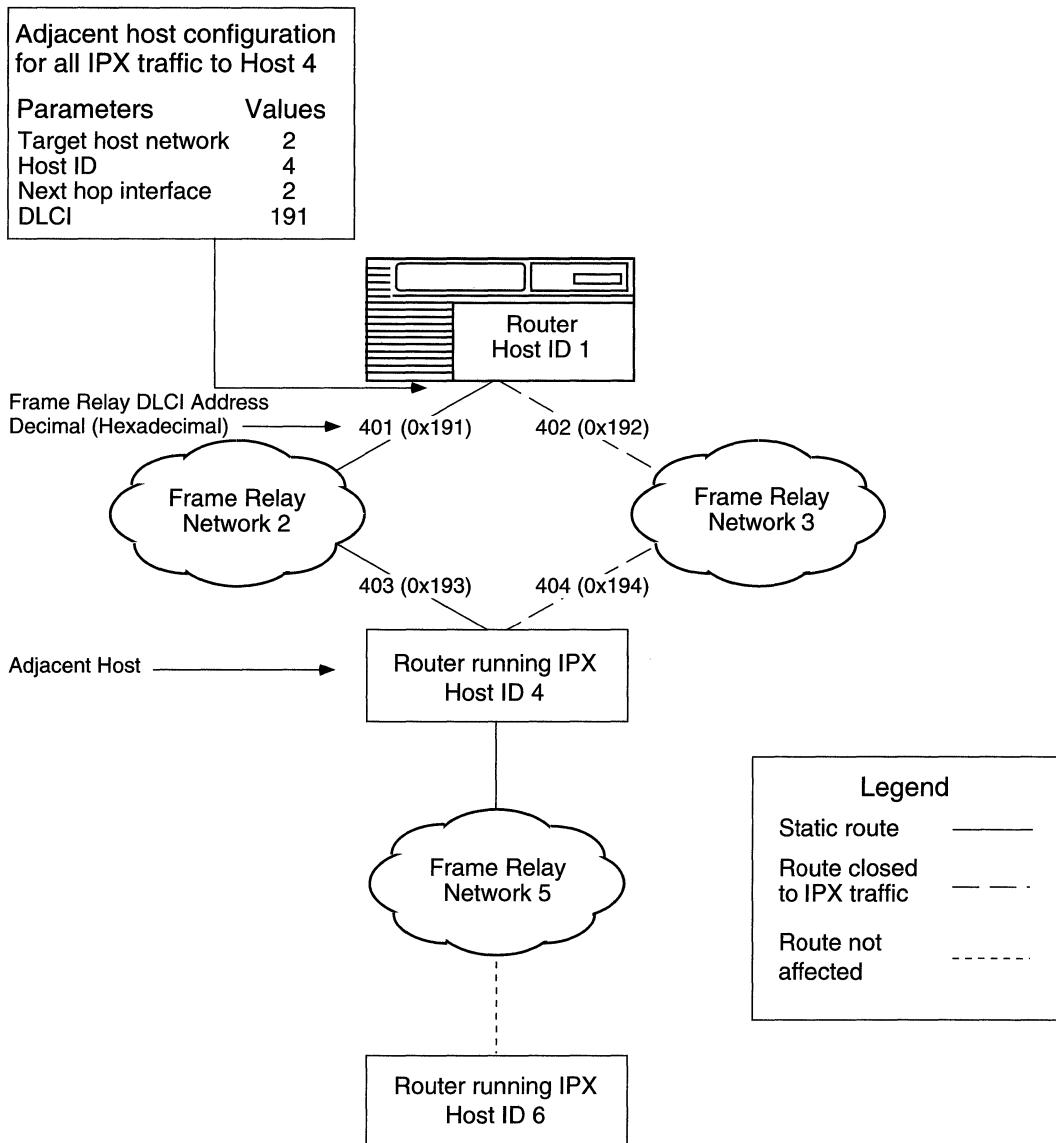 Adjacent host configuration
for all IPX traffic to Host 4
Parameters Values
Target host network 2
Host ID 4
Next hop interface 2
DLCI 191
Router
Host ID 1
Frame Relay DLCI Address
Decimal (Hexadecimal)
401 (0x191)
402 (0x192)
Frame Relay
Network 2
Frame Relay
Network 3
403 (0x193)
404 (0x194)
Adjacent Host
Router running IPX
Host ID 4
Frame Relay
Network 5
Legend
Static route
Route closed
to IPX traffic
Route not
affected
Router running IPX
Host ID 6